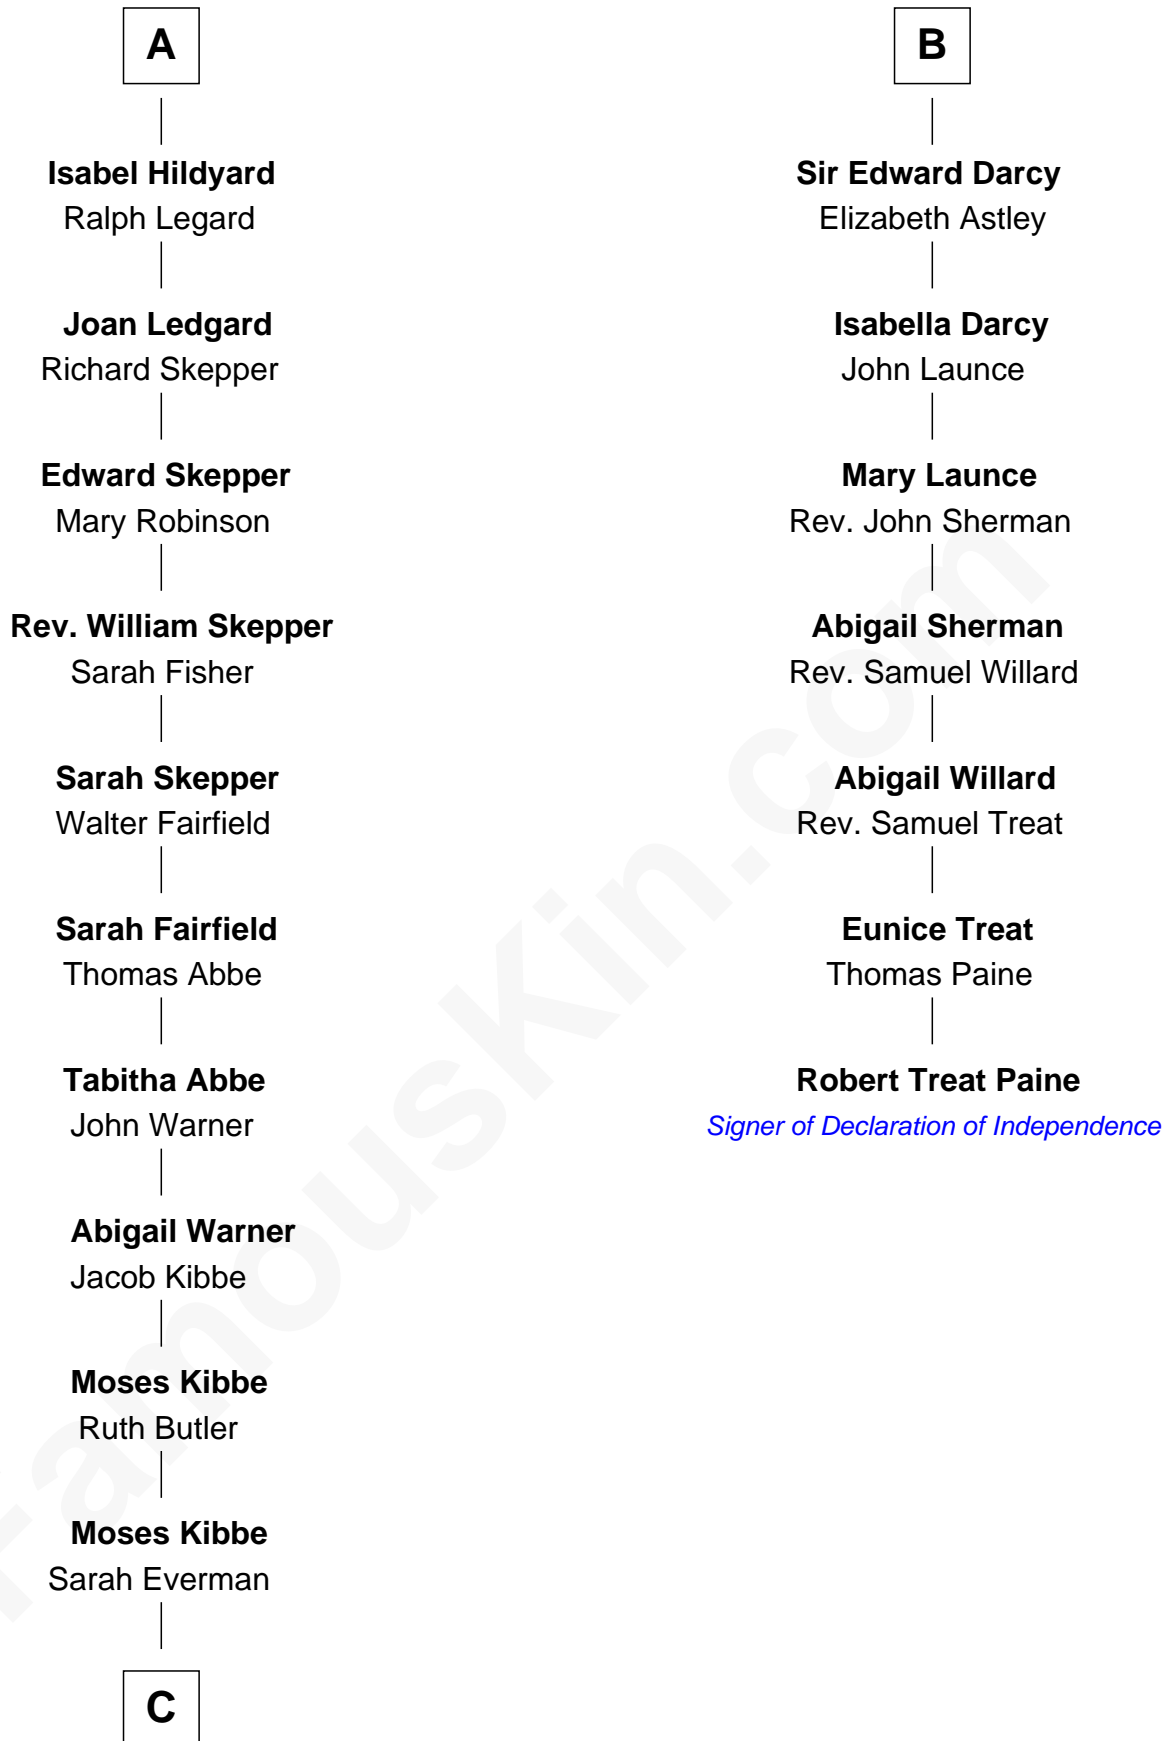 A
Isabel Hildyard
Ralph Legard
Joan Ledgard
Richard Skepper
Edward Skepper
Mary Robinson
Rev. William Skepper
Sarah Fisher
Sarah Skepper
Walter Fairfield
Sarah Fairfield
Thomas Abbe
Tabitha Abbe
John Warner
Abigail Warner
Jacob Kibbe
Moses Kibbe
Ruth Butler
Moses Kibbe
Sarah Everman
C
B
Sir Edward Darcy
Elizabeth Astley
Isabella Darcy
John Launce
Mary Launce
Rev. John Sherman
Abigail Sherman
Rev. Samuel Willard
Abigail Willard
Rev. Samuel Treat
Eunice Treat
Thomas Paine
Robert Treat Paine
Signer of Declaration of Independence
FamousKin.com